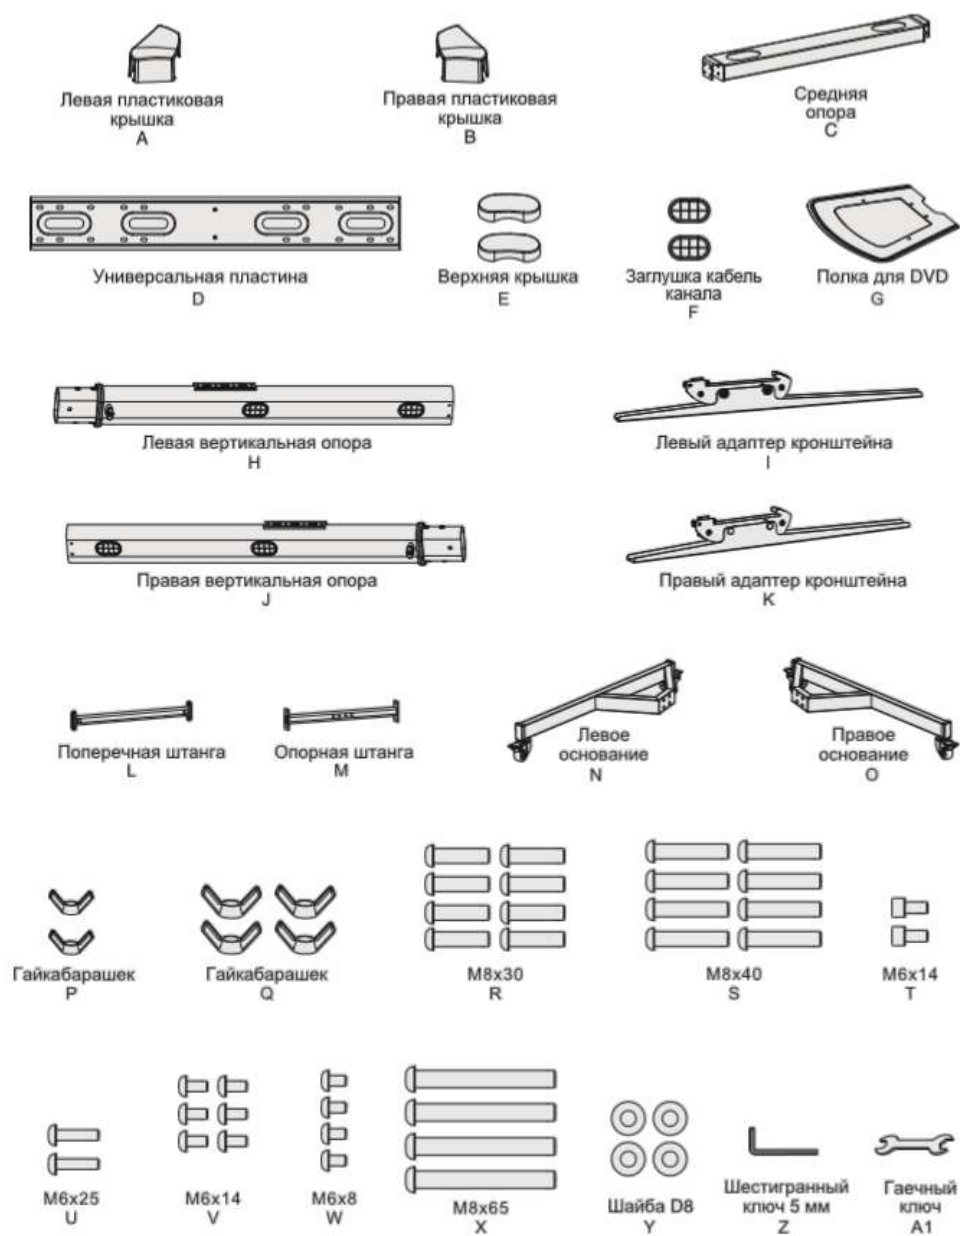 Левая пластиковая
крышка
A
Правая пластиковая
крышка
B
Средняя
опора
C
Универсальная пластина
D
Верхняя крышка
E
Заглушка кабель
канала
F
Полка для DVD
G
Левая вертикальная опора
H
Левый адаптер кронштейна
I
Правая вертикальная опора
J
Правый адаптер кронштейна
K
Поперечная штанга
L
Опорная штанга
M
Левое
основание
N
Правое
основание
O
Гайкабарашек
P
Гайкабарашек
Q
M8x30
R
M8x40
S
M6x14
T
M6x25
U
M6x14
V
M6x8
W
M8x65
X
Шайба D8
Y
Шестигранный
ключ 5 мм
Z
Гаечный
ключ
A1